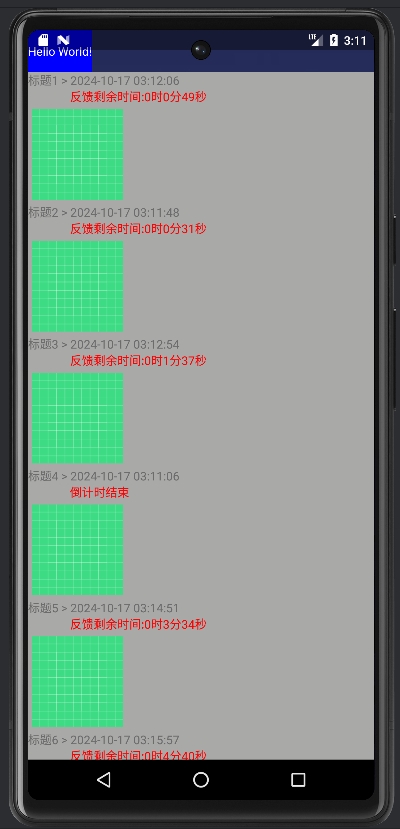 LTE 3:11
Hello World!
标题1 > 2024-10-17 03:12:06
反馈剩余时间:0时0分49秒
标题2 > 2024-10-17 03:11:48
反馈剩余时间:0时0分31秒
标题3 > 2024-10-17 03:12:54
反馈剩余时间:0时1分37秒
标题4 > 2024-10-17 03:11:06
倒计时结束
标题5 > 2024-10-17 03:14:51
反馈剩余时间:0时3分34秒
标题6 > 2024-10-17 03:15:57
反馈剩余时间:0时4分40秒